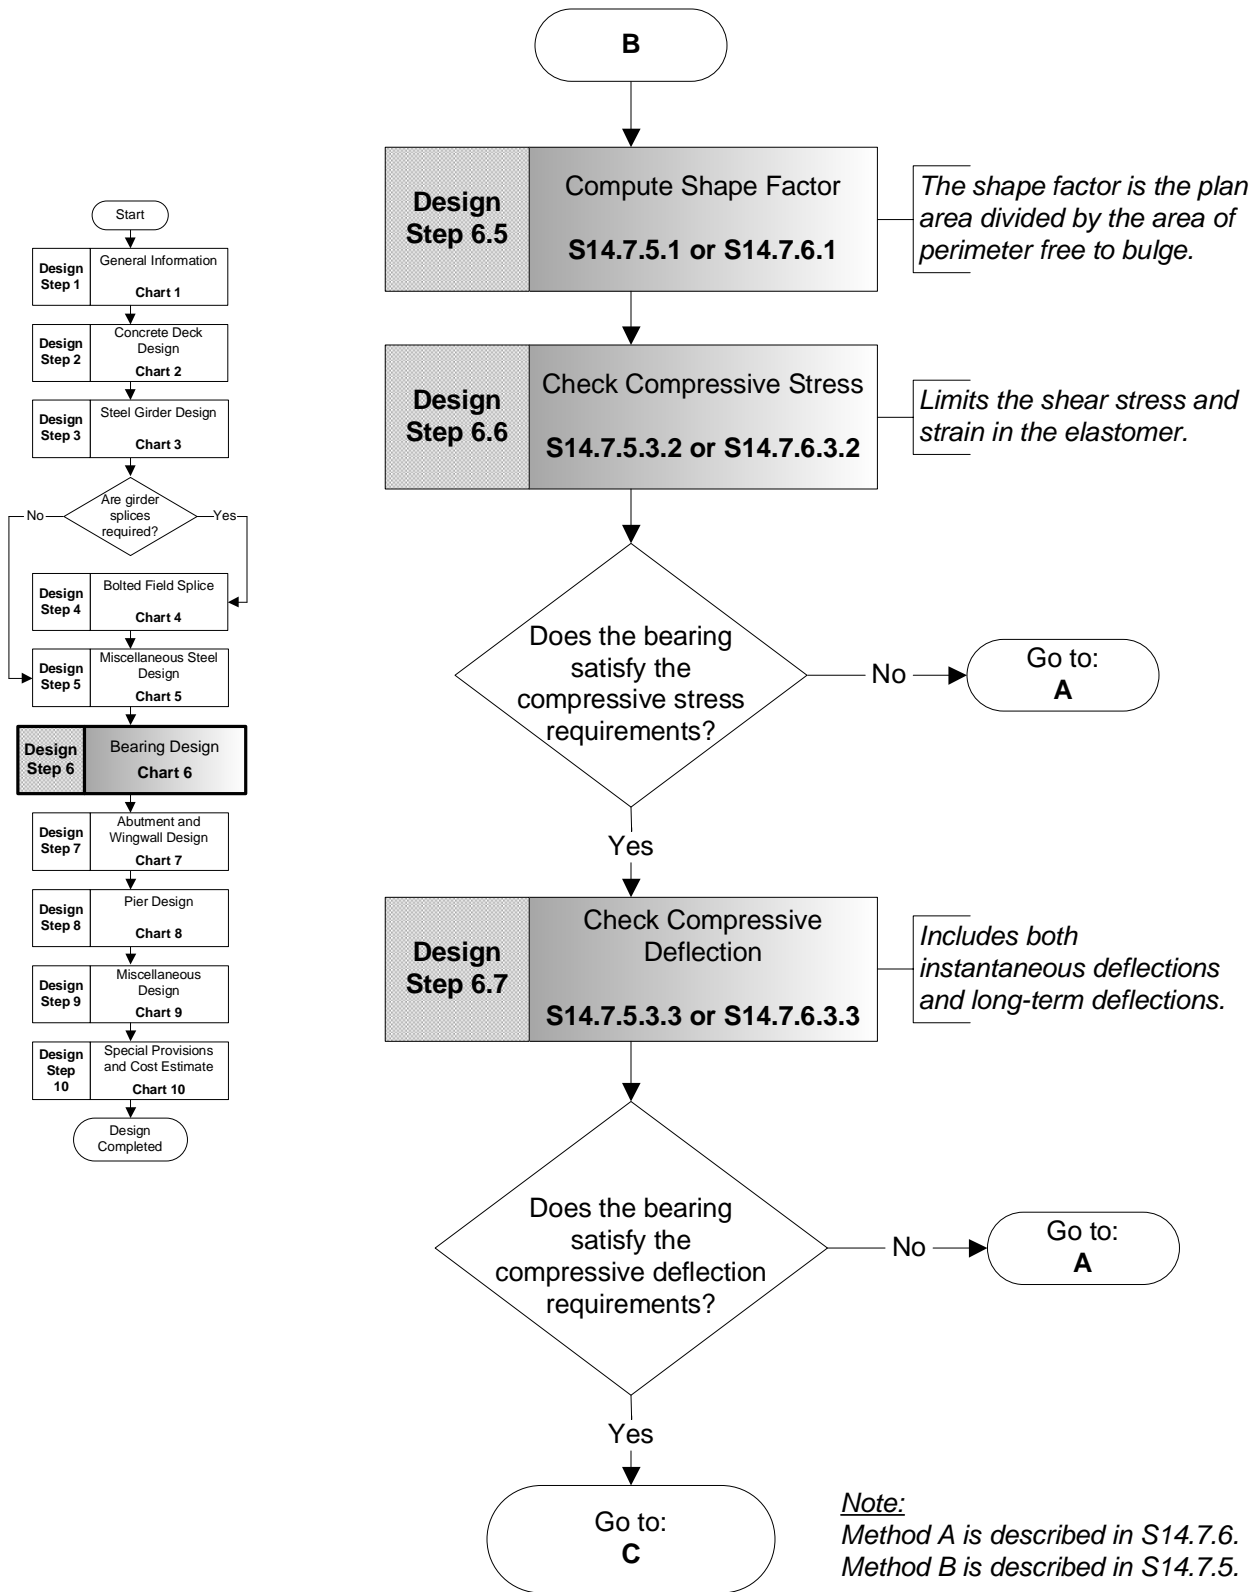 Start
Design
Step 1
General Information
Chart 1
Design
Step 2
Concrete Deck
Design
Chart 2
Design
Step 3
Steel Girder Design
Chart 3
Are girder
splices
required?
No
Yes
Design
Step 4
Bolted Field Splice
Chart 4
Design
Step 5
Miscellaneous Steel
Design
Chart 5
Design
Step 6
Bearing Design
Chart 6
Design
Step 7
Abutment and
Wingwall Design
Chart 7
Design
Step 8
Pier Design
Chart 8
Design
Step 9
Miscellaneous
Design
Chart 9
Design
Step
10
Special Provisions
and Cost Estimate
Chart 10
Design
Completed
B
Design
Step 6.5
Compute Shape Factor
S14.7.5.1 or S14.7.6.1
The shape factor is the plan
area divided by the area of
perimeter free to bulge.
Design
Step 6.6
Check Compressive Stress
S14.7.5.3.2 or S14.7.6.3.2
Limits the shear stress and
strain in the elastomer.
Does the bearing
satisfy the
compressive stress
requirements?
No
Go to:
A
Yes
Design
Step 6.7
Check Compressive
Deflection
S14.7.5.3.3 or S14.7.6.3.3
Includes both
instantaneous deflections
and long-term deflections.
Does the bearing
satisfy the
compressive deflection
requirements?
No
Go to:
A
Yes
Go to:
C
Note:
Method A is described in S14.7.6.
Method B is described in S14.7.5.